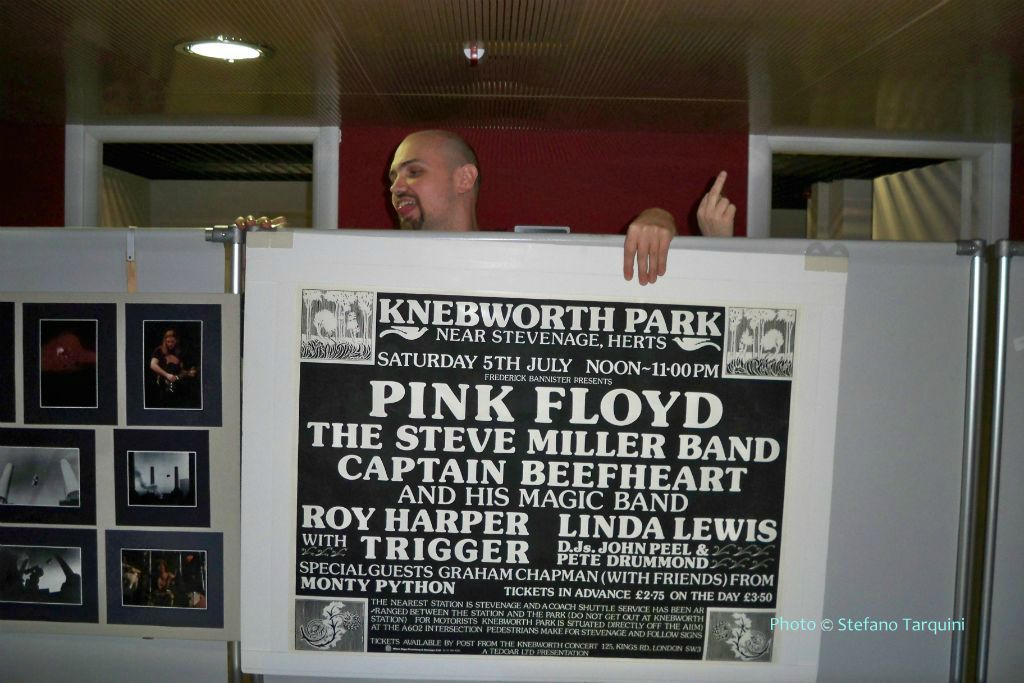 KNEBWORTH PARK
NEAR STEVENAGE, HERTS
SATURDAY 5TH JULY NOON~11·00PM
FREDERICK BANNISTER PRESENTS
PINK FLOYD
THE STEVE MILLER BAND
CAPTAIN BEEFHEART
AND HIS MAGIC BAND
ROY HARPER
WITH TRIGGER
LINDA LEWIS
D.Js. JOHN PEEL &
PETE DRUMMOND
SPECIAL GUESTS GRAHAM CHAPMAN (WITH FRIENDS) FROM
MONTY PYTHON TICKETS IN ADVANCE £2·75 ON THE DAY £3·50
THE NEAREST STATION IS STEVENAGE AND A COACH SHUTTLE SERVICE HAS BEEN AR
RANGED BETWEEN THE STATION AND THE PARK (DO NOT GET OUT AT KNEBWORTH
STATION) FOR MOTORISTS KNEBWORTH PARK IS SITUATED DIRECTLY OFF THE A1(M)
AT THE A602 INTERSECTION PEDESTRIANS MAKE FOR STEVENAGE AND FOLLOW SIGNS
TICKETS AVAILABLE BY POST FROM THE KNEBWORTH CONCERT 125, KINGS RD, LONDON SW3
A TEDOAR LTD PRESENTATION
Photo © Stefano Tarquini